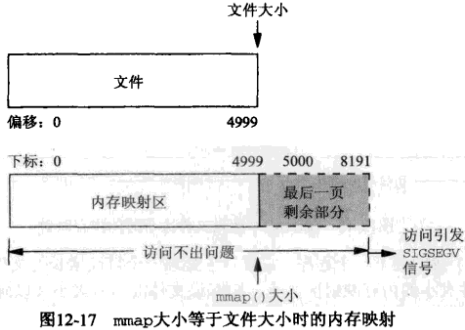 文件大小
文件
偏移：0 4999
下标：0 4999 5000 8191
内存映射区
最后一页
剩余部分
访问不出问题
访问引发
SIGSEGV
信号
mmap()大小
图12-17 mmap大小等于文件大小时的内存映射